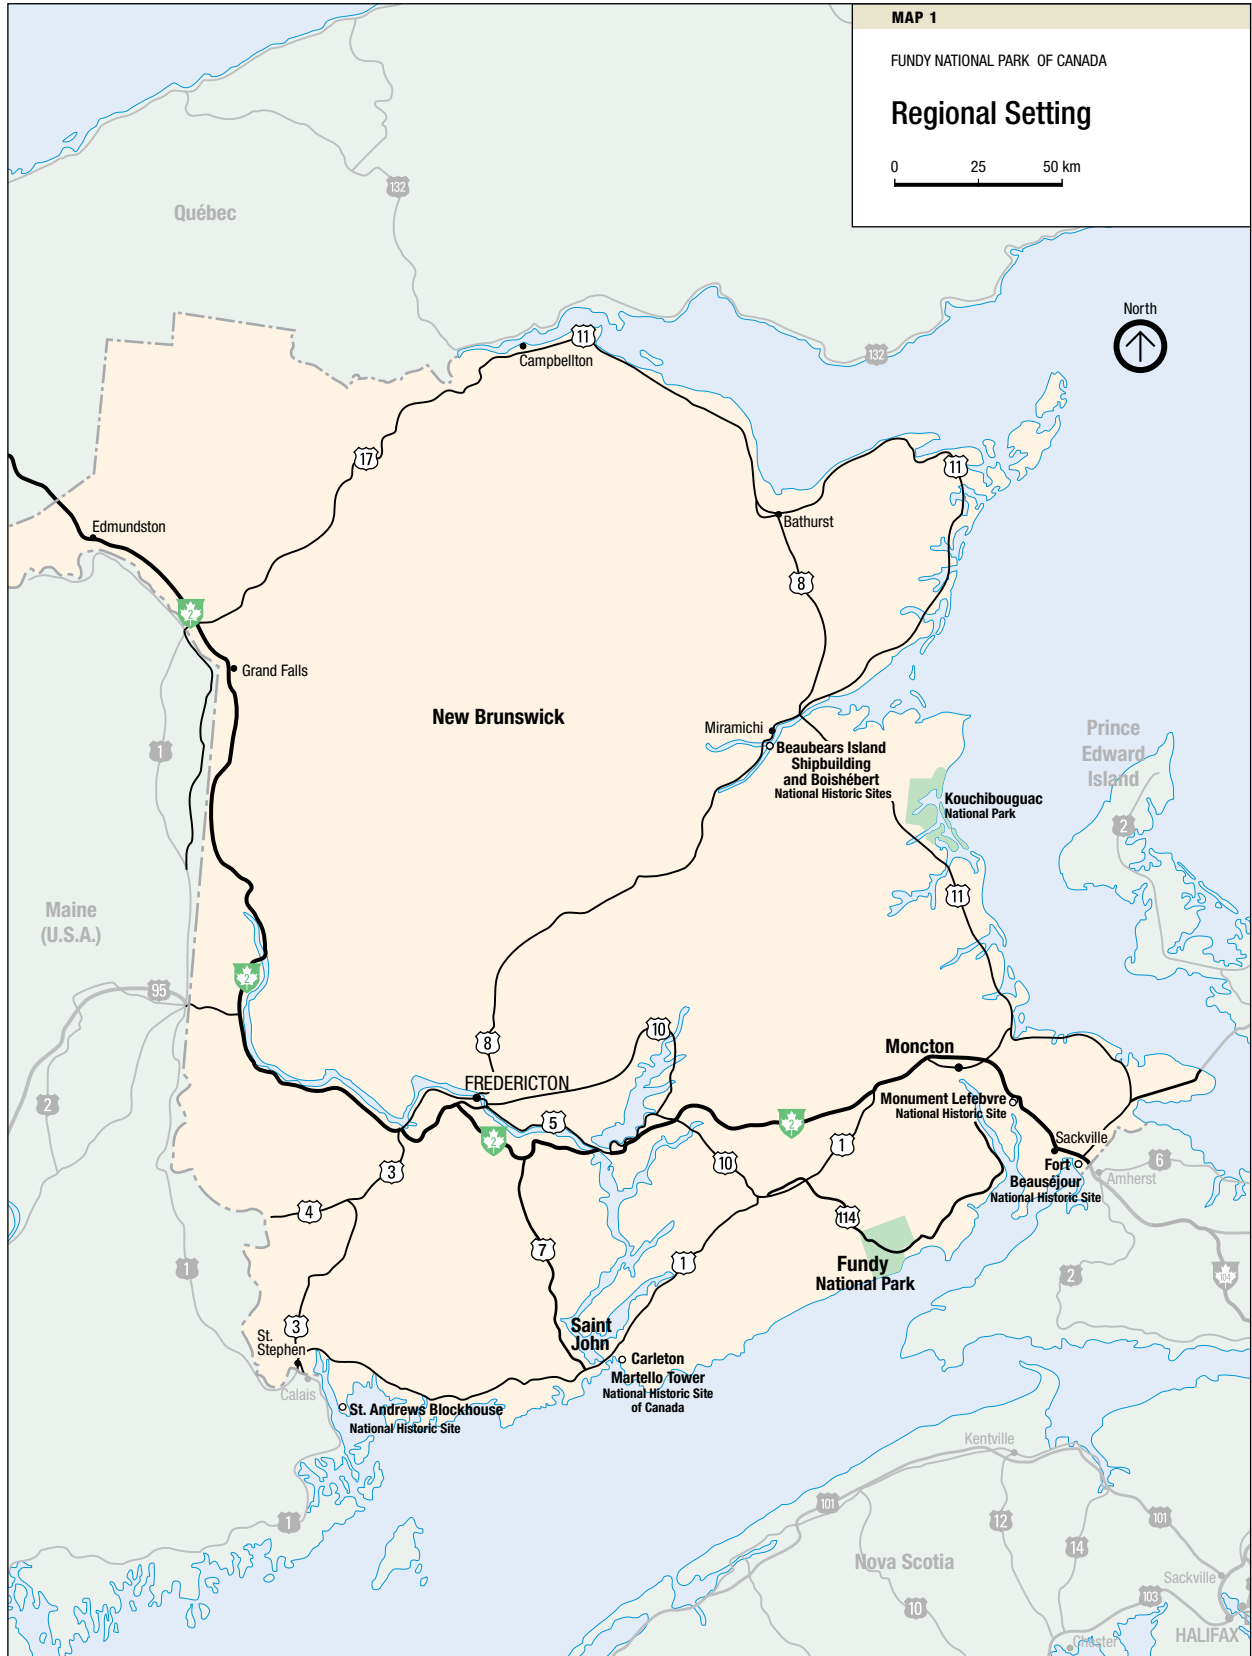 MAP 1
FUNDY NATIONAL PARK OF CANADA
Regional Setting
0 25 50 km
132
Québec
North
11
132
Campbellton
17
11
Edmundston
Bathurst
8
2
Grand Falls
New Brunswick
Miramichi
Beaubears Island
Shipbuilding
and Boishébert
National Historic Sites
Prince
Edward
Island
1
Kouchibouguac
National Park
2
11
Maine
(U.S.A.)
2
95
10
8
Moncton
FREDERICTON
2
Monument Lefebvre
National Historic Site
5
2
2
1
Sackville
3
10
Fort
Beauséjour
National Historic Site
6
Amherst
4
114
7
1
Fundy
National Park
1
2
104
3
St.
Stephen
Saint
John
Carleton
Martello Tower
National Historic Site
of Canada
Calais
St. Andrews Blockhouse
National Historic Site
Kentville
101
1
12
101
14
Nova Scotia
Sackville
103
10
HALIFAX
Chester